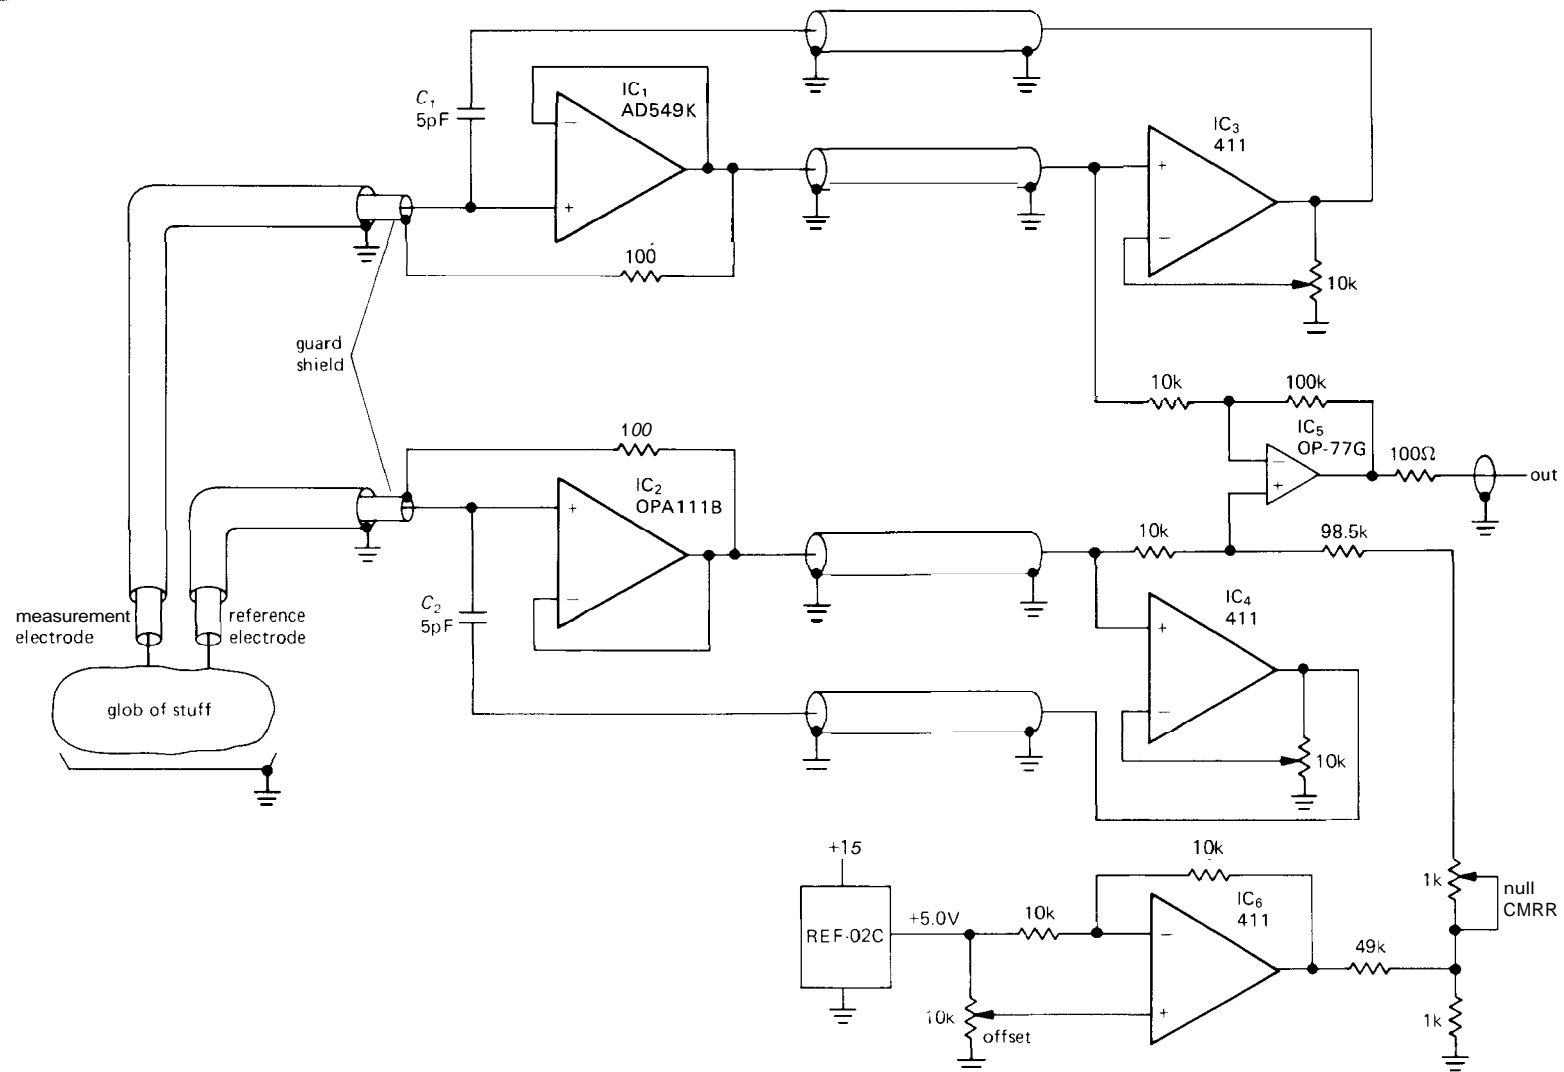 C1
5pF
IC1
AD549K
−
+
100
IC3
411
+
−
10k
guard
shield
10k
100k
IC5
OP-77G
−
+
100Ω
out
100
IC2
OPA111B
+
−
C2
5pF
10k
98.5k
measurement
electrode
reference
electrode
glob of stuff
IC4
411
+
−
10k
+15
REF-02C
+5.0V
10k
offset
10k
10k
IC6
411
−
+
49k
1k
null
CMRR
1k